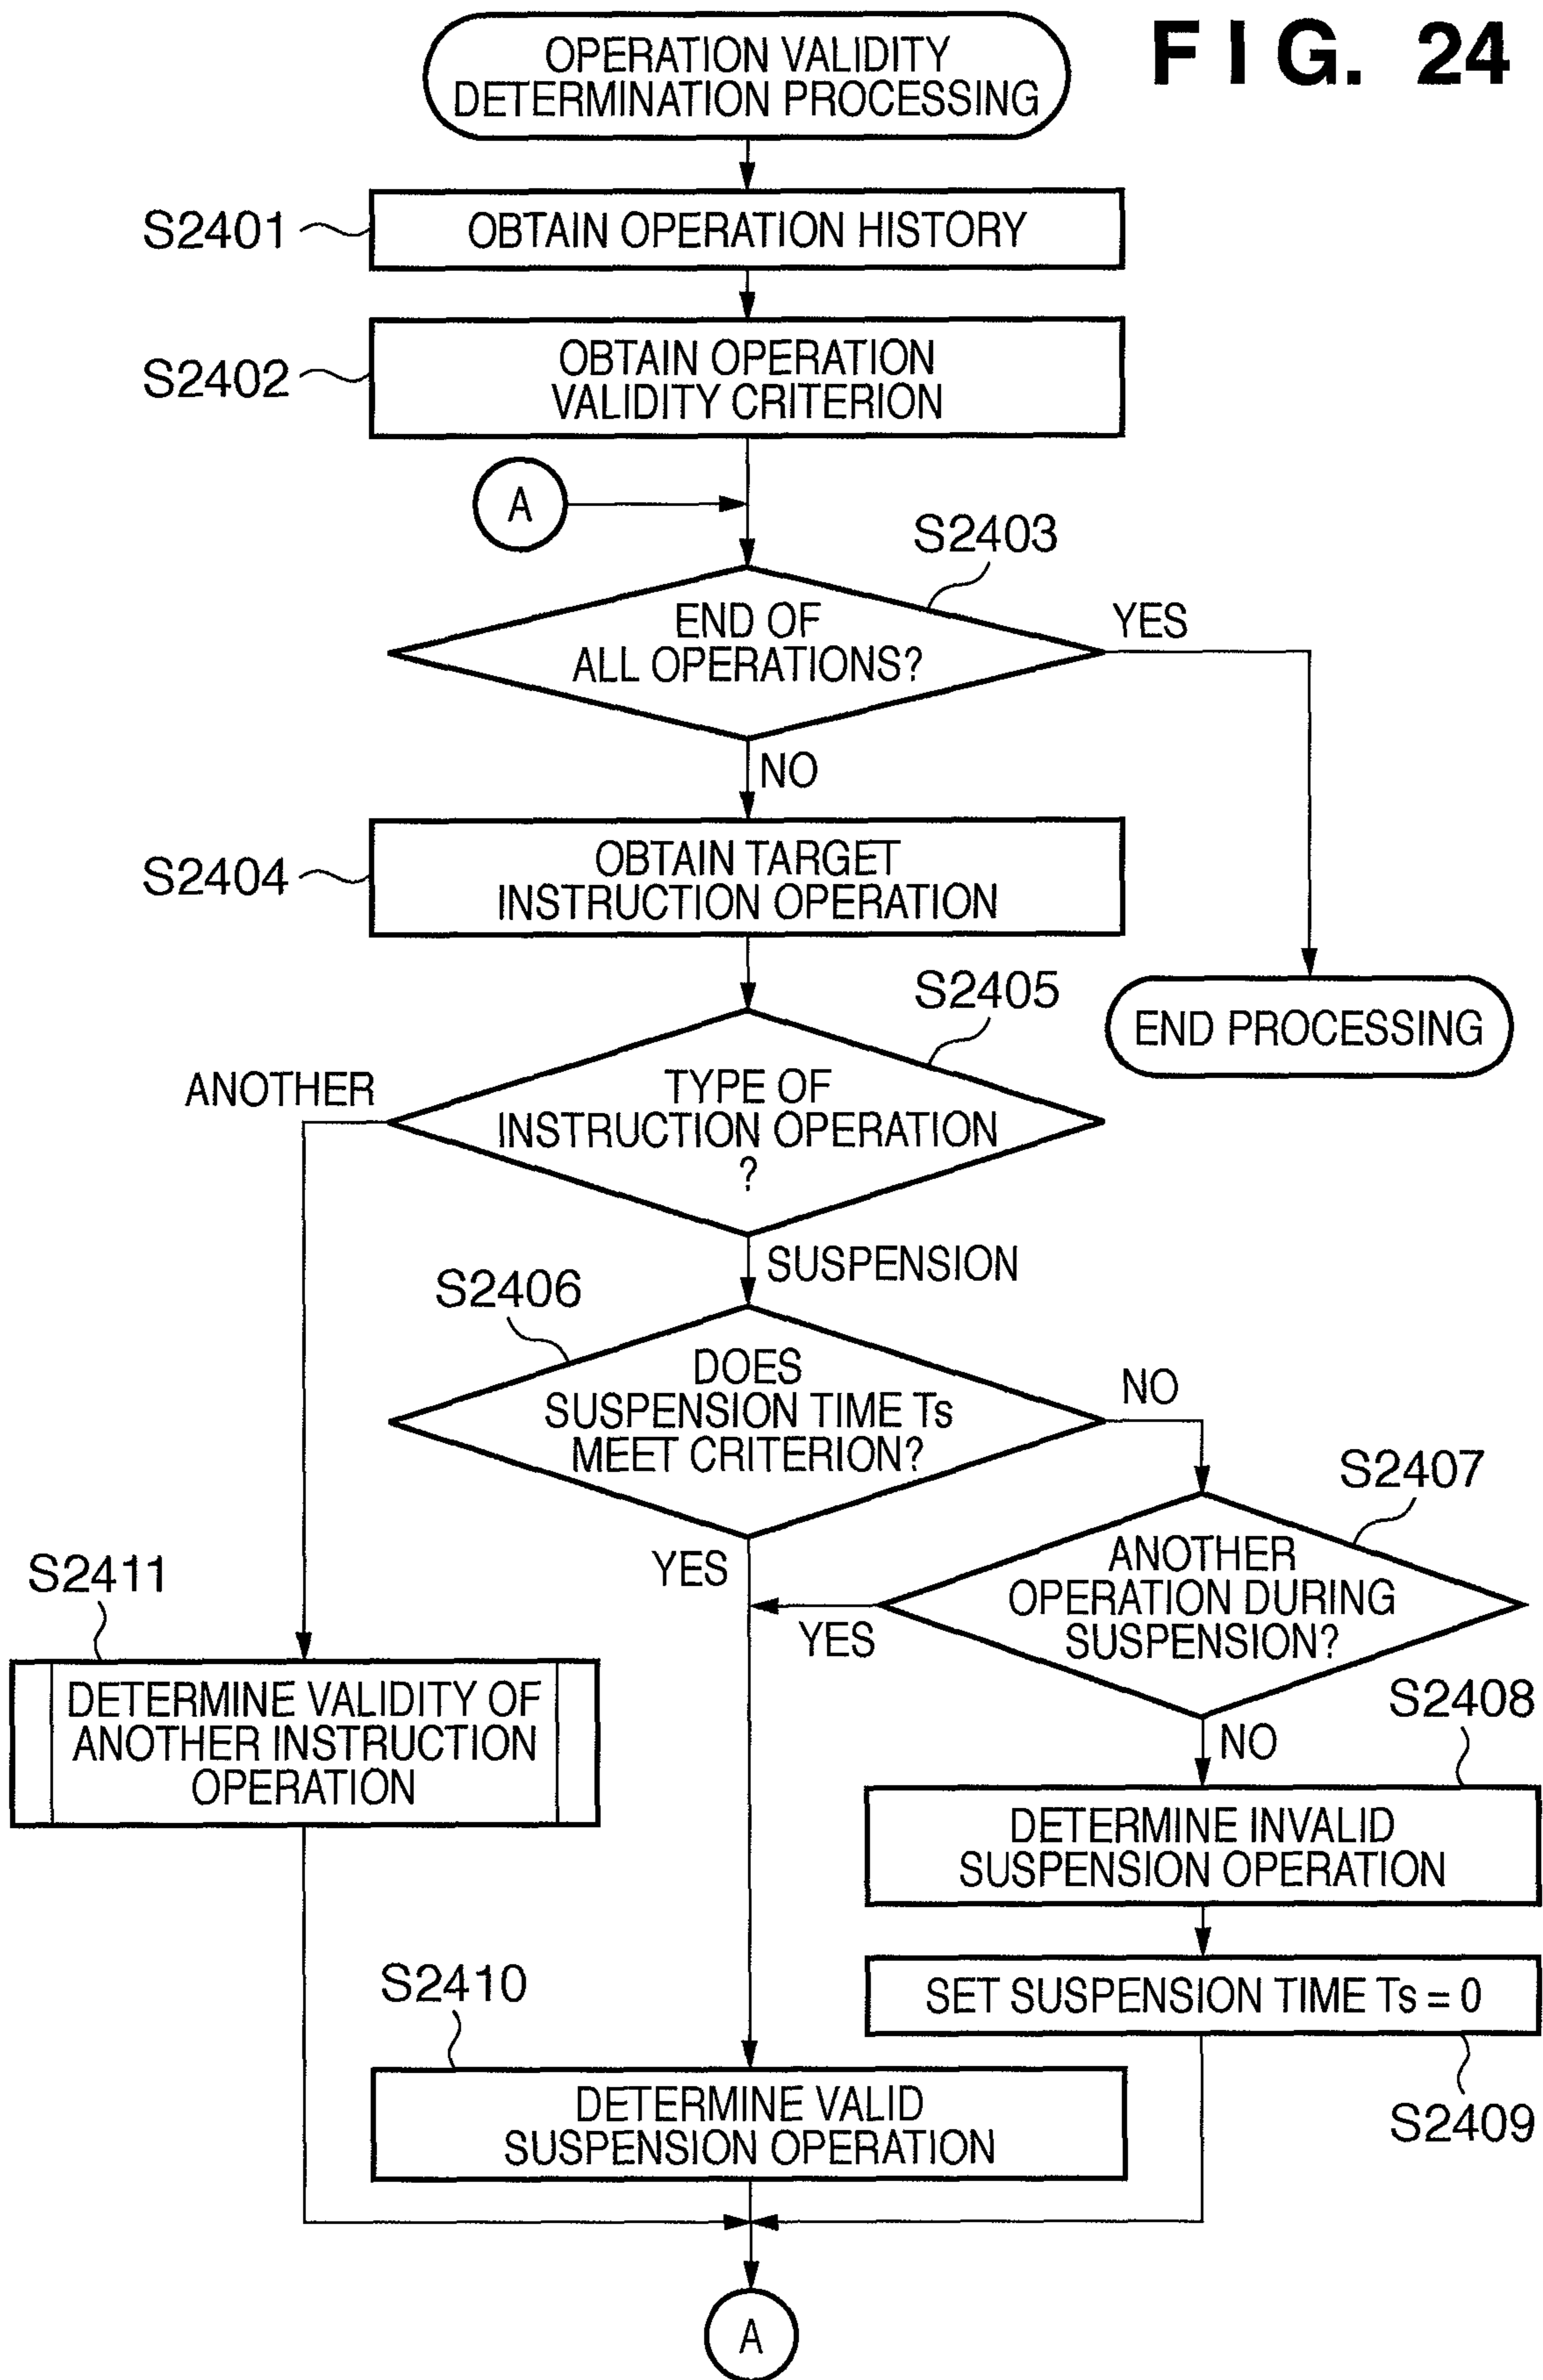 FIG. 24
OPERATION VALIDITY
DETERMINATION PROCESSING
S2401
OBTAIN OPERATION HISTORY
S2402
OBTAIN OPERATION
VALIDITY CRITERION
A
S2403
END OF
ALL OPERATIONS?
YES
NO
S2404
OBTAIN TARGET
INSTRUCTION OPERATION
S2405
END PROCESSING
ANOTHER
TYPE OF
INSTRUCTION OPERATION
?
SUSPENSION
S2406
DOES
SUSPENSION TIME Ts
MEET CRITERION?
NO
S2407
YES
ANOTHER
OPERATION DURING
SUSPENSION?
YES
NO
S2411
DETERMINE VALIDITY OF
ANOTHER INSTRUCTION
OPERATION
S2408
DETERMINE INVALID
SUSPENSION OPERATION
SET SUSPENSION TIME Ts = 0
S2409
S2410
DETERMINE VALID
SUSPENSION OPERATION
A